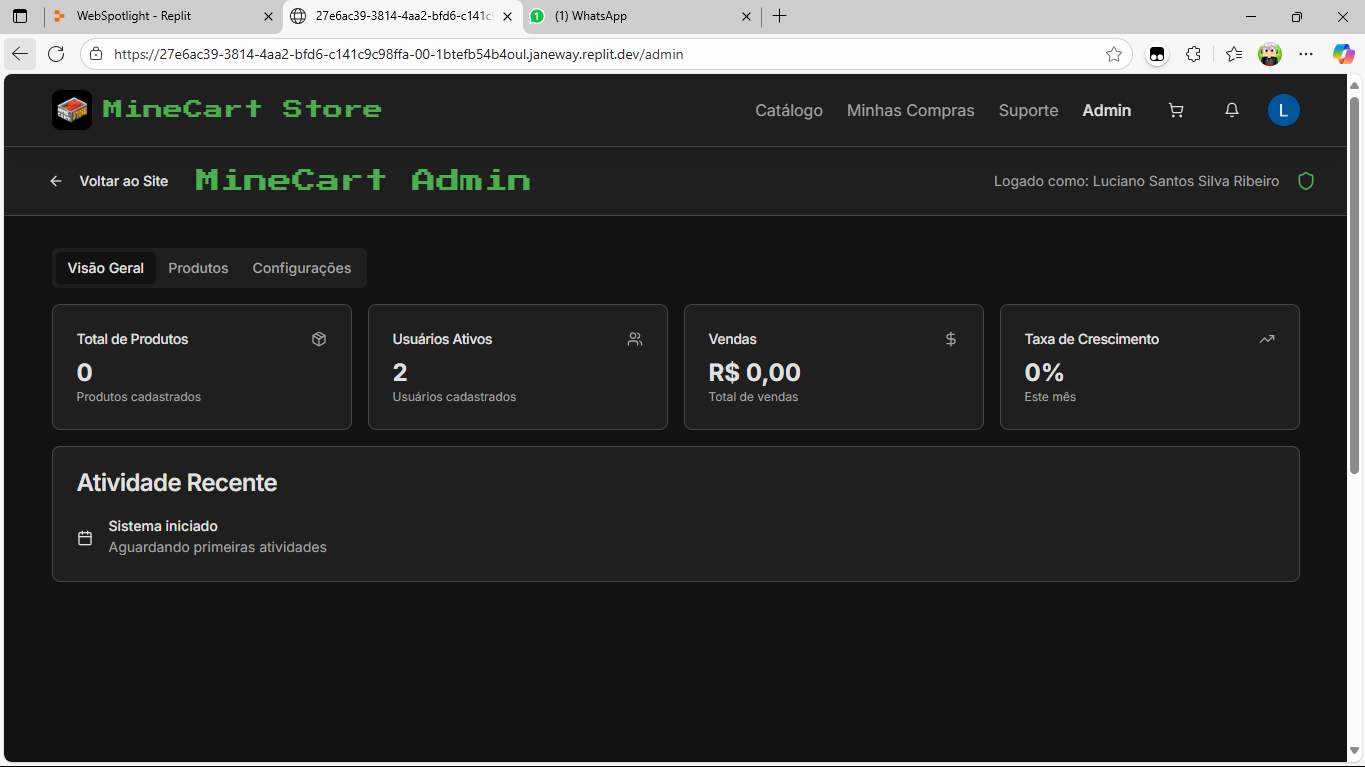 WebSpotlight - Replit
27e6ac39-3814-4aa2-bfd6-c141c
(1) WhatsApp
https://27e6ac39-3814-4aa2-bfd6-c141c9c98ffa-00-1btefb54b4oul.janeway.replit.dev/admin
MineCart Store
Catálogo
Minhas Compras
Suporte
Admin
L
Voltar ao Site
MineCart Admin
Logado como: Luciano Santos Silva Ribeiro
Visão Geral
Produtos
Configurações
Total de Produtos
0
Produtos cadastrados
Usuários Ativos
2
Usuários cadastrados
Vendas
R$ 0,00
Total de vendas
Taxa de Crescimento
0%
Este mês
Atividade Recente
Sistema iniciado
Aguardando primeiras atividades